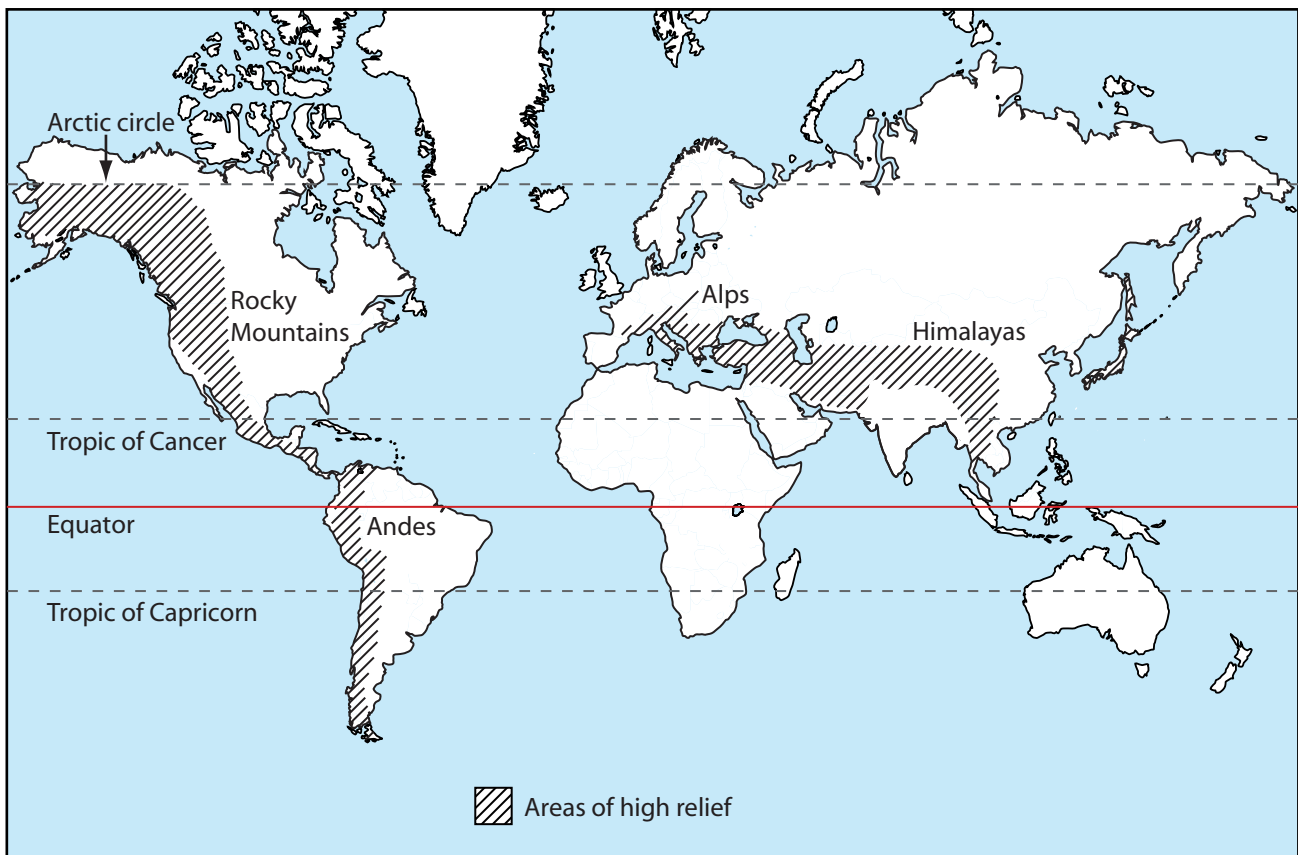 Arctic circle
Rocky
Mountains
Alps
Himalayas
Tropic of Cancer
Equator
Andes
Tropic of Capricorn
Areas of high relief